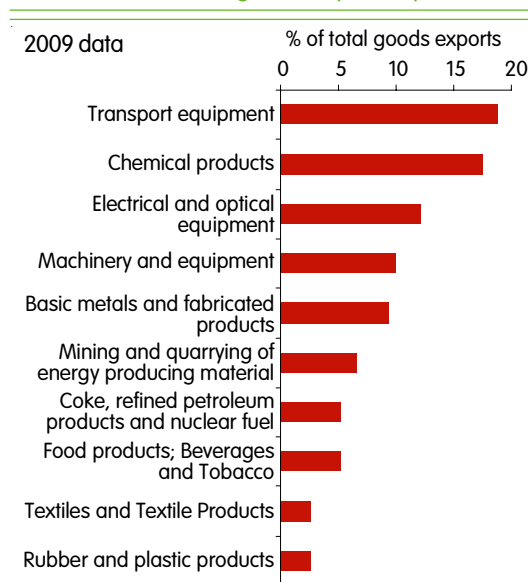 2009 data
% of total goods exports
0 5 10 15 20
Transport equipment
Chemical products
Electrical and optical
equipment
Machinery and equipment
Basic metals and fabricated
products
Mining and quarrying of
energy producing material
Coke, refined petroleum
products and nuclear fuel
Food products; Beverages
and Tobacco
Textiles and Textile Products
Rubber and plastic products